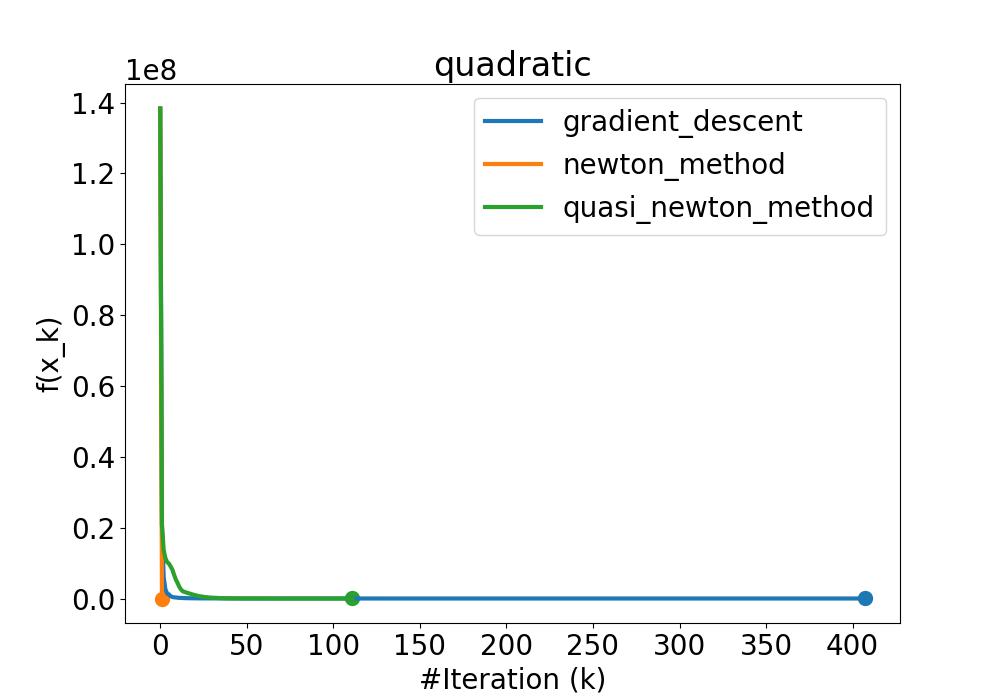 quadratic
1e8
1.4
1.2
1.0
0.8
0.6
0.4
0.2
0.0
f(x_k)
gradient_descent
newton_method
quasi_newton_method
0 50 100 150 200 250 300 350 400
#Iteration (k)